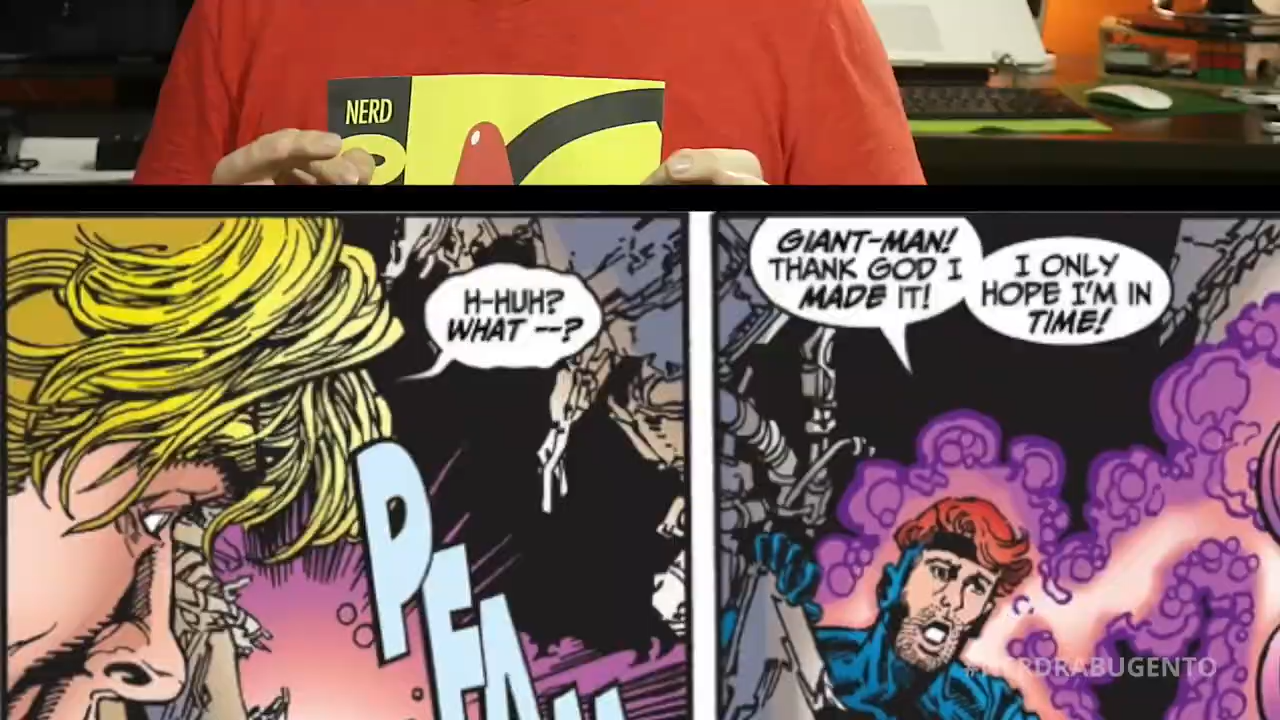 NERD
H-HUH?
WHAT --?
GIANT-MAN!
THANK GOD I
MADE IT!
I ONLY
HOPE I'M IN
TIME!
#NERDRABUGENTO